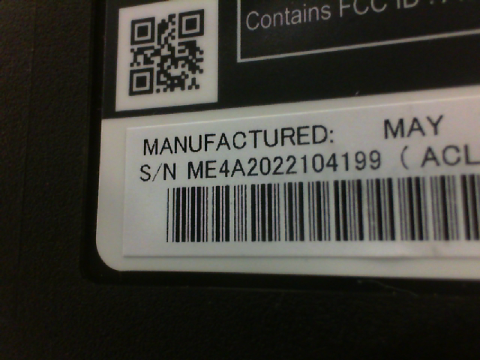 Contains FCC ID
MANUFACTURED: MAY
S/N ME4A2022104199 ( ACL